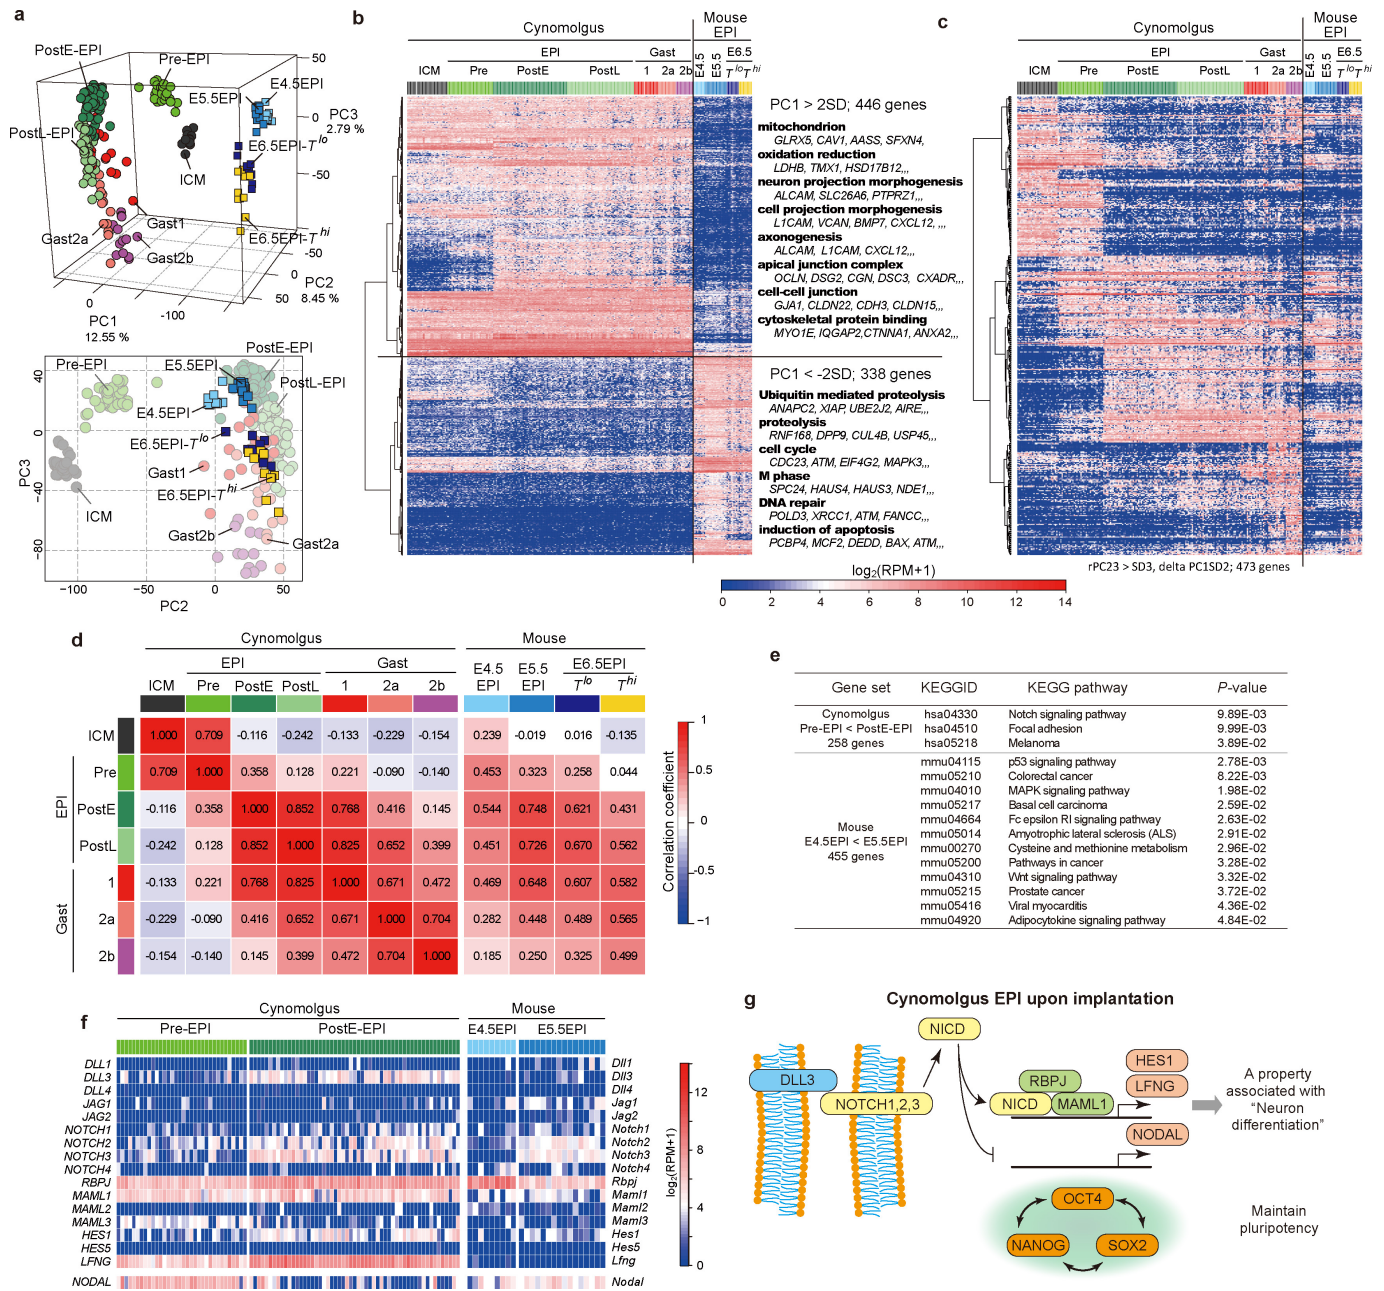 a
PostE-EPI
Pre-EPI
E4.5EPI
E5.5EPI
PostL-EPI
E6.5EPI-T lo
ICM
Gast1
Gast2a
E6.5EPI-T hi
Gast2b
50
0
-50
PC3
2.79 %
-50
0
50
PC2
8.45 %
0
-100
PC1
12.55 %
PostE-EPI
E5.5EPI
Pre-EPI
PostL-EPI
E4.5EPI
E6.5EPI-T lo
Gast1
E6.5EPI-T hi
ICM
Gast2b
Gast2a
40
0
−40
−80
PC3
−100
−50
0
50
PC2
b
Cynomolgus
Mouse
EPI
EPI
Gast
E4.5
E5.5
E6.5
ICM
Pre
PostE
PostL
1
2a
2b
T lo
T hi
PC1 > 2SD; 446 genes
mitochondrion
GLRX5, CAV1, AASS, SFXN4,
oxidation reduction
LDHB, TMX1, HSD17B12,,,
neuron projection morphogenesis
ALCAM, SLC26A6, PTPRZ1,,,
cell projection morphogenesis
L1CAM, VCAN, BMP7, CXCL12, ,,,
axonogenesis
ALCAM, L1CAM, CXCL12,,,
apical junction complex
OCLN, DSG2, CGN, DSC3, CXADR,,,
cell-cell junction
GJA1, CLDN22, CDH3, CLDN15,,,
cytoskeletal protein binding
MYO1E, IQGAP2,CTNNA1, ANXA2,,,
PC1 < -2SD; 338 genes
Ubiquitin mediated proteolysis
ANAPC2, XIAP, UBE2J2, AIRE,,,
proteolysis
RNF168, DPP9, CUL4B, USP45,,,
cell cycle
CDC23, ATM, EIF4G2, MAPK3,,,
M phase
SPC24, HAUS4, HAUS3, NDE1,,,
DNA repair
POLD3, XRCC1, ATM, FANCC,,,
induction of apoptosis
PCBP4, MCF2, DEDD, BAX, ATM,,,
log2(RPM+1)
0 2 4 6 8 10 12 14
c
Cynomolgus
Mouse
EPI
EPI
Gast
E4.5
E5.5
E6.5
ICM
Pre
PostE
PostL
1
2a
2b
T lo
T hi
rPC23 > SD3, delta PC1SD2; 473 genes
d
Cynomolgus
Mouse
EPI
Gast
E4.5 EPI
E5.5 EPI
E6.5EPI
ICM Pre PostE PostL 1 2a 2b T lo T hi
ICM 1.000 0.709 -0.116 -0.242 -0.133 -0.229 -0.154 0.239 -0.019 0.016 -0.135
Pre 0.709 1.000 0.358 0.128 0.221 -0.090 -0.140 0.453 0.323 0.258 0.044
PostE -0.116 0.358 1.000 0.852 0.768 0.416 0.145 0.544 0.748 0.621 0.431
PostL -0.242 0.128 0.852 1.000 0.825 0.652 0.399 0.451 0.726 0.670 0.562
1 -0.133 0.221 0.768 0.825 1.000 0.671 0.472 0.469 0.648 0.607 0.582
2a -0.229 -0.090 0.416 0.652 0.671 1.000 0.704 0.282 0.448 0.489 0.565
2b -0.154 -0.140 0.145 0.399 0.472 0.704 1.000 0.185 0.250 0.325 0.499
EPI
Gast
1
0.5
0
−0.5
−1
Correlation coefficient
e
Gene set KEGGID KEGG pathway P-value
Cynomolgus
Pre-EPI < PostE-EPI
258 genes
hsa04330 Notch signaling pathway 9.89E-03
hsa04510 Focal adhesion 9.99E-03
hsa05218 Melanoma 3.89E-02
Mouse
E4.5EPI < E5.5EPI
455 genes
mmu04115 p53 signaling pathway 2.78E-03
mmu05210 Colorectal cancer 8.22E-03
mmu04010 MAPK signaling pathway 1.98E-02
mmu05217 Basal cell carcinoma 2.59E-02
mmu04664 Fc epsilon RI signaling pathway 2.63E-02
mmu05014 Amyotrophic lateral sclerosis (ALS) 2.91E-02
mmu00270 Cysteine and methionine metabolism 2.96E-02
mmu05200 Pathways in cancer 3.28E-02
mmu04310 Wnt signaling pathway 3.32E-02
mmu05215 Prostate cancer 3.72E-02
mmu05416 Viral myocarditis 4.36E-02
mmu04920 Adipocytokine signaling pathway 4.84E-02
f
Cynomolgus
Mouse
Pre-EPI
PostE-EPI
E4.5EPI
E5.5EPI
DLL1 Dll1
DLL3 Dll3
DLL4 Dll4
JAG1 Jag1
JAG2 Jag2
NOTCH1 Notch1
NOTCH2 Notch2
NOTCH3 Notch3
NOTCH4 Notch4
RBPJ Rbpj
MAML1 Maml1
MAML2 Maml2
MAML3 Maml3
HES1 Hes1
HES5 Hes5
LFNG Lfng
NODAL Nodal
log2(RPM+1)
12
8
4
0
g
Cynomolgus EPI upon implantation
NICD
DLL3
NOTCH1,2,3
RBPJ
NICD
MAML1
HES1
LFNG
NODAL
A property
associated with
“Neuron
differentiation”
OCT4
NANOG
SOX2
Maintain
pluripotency